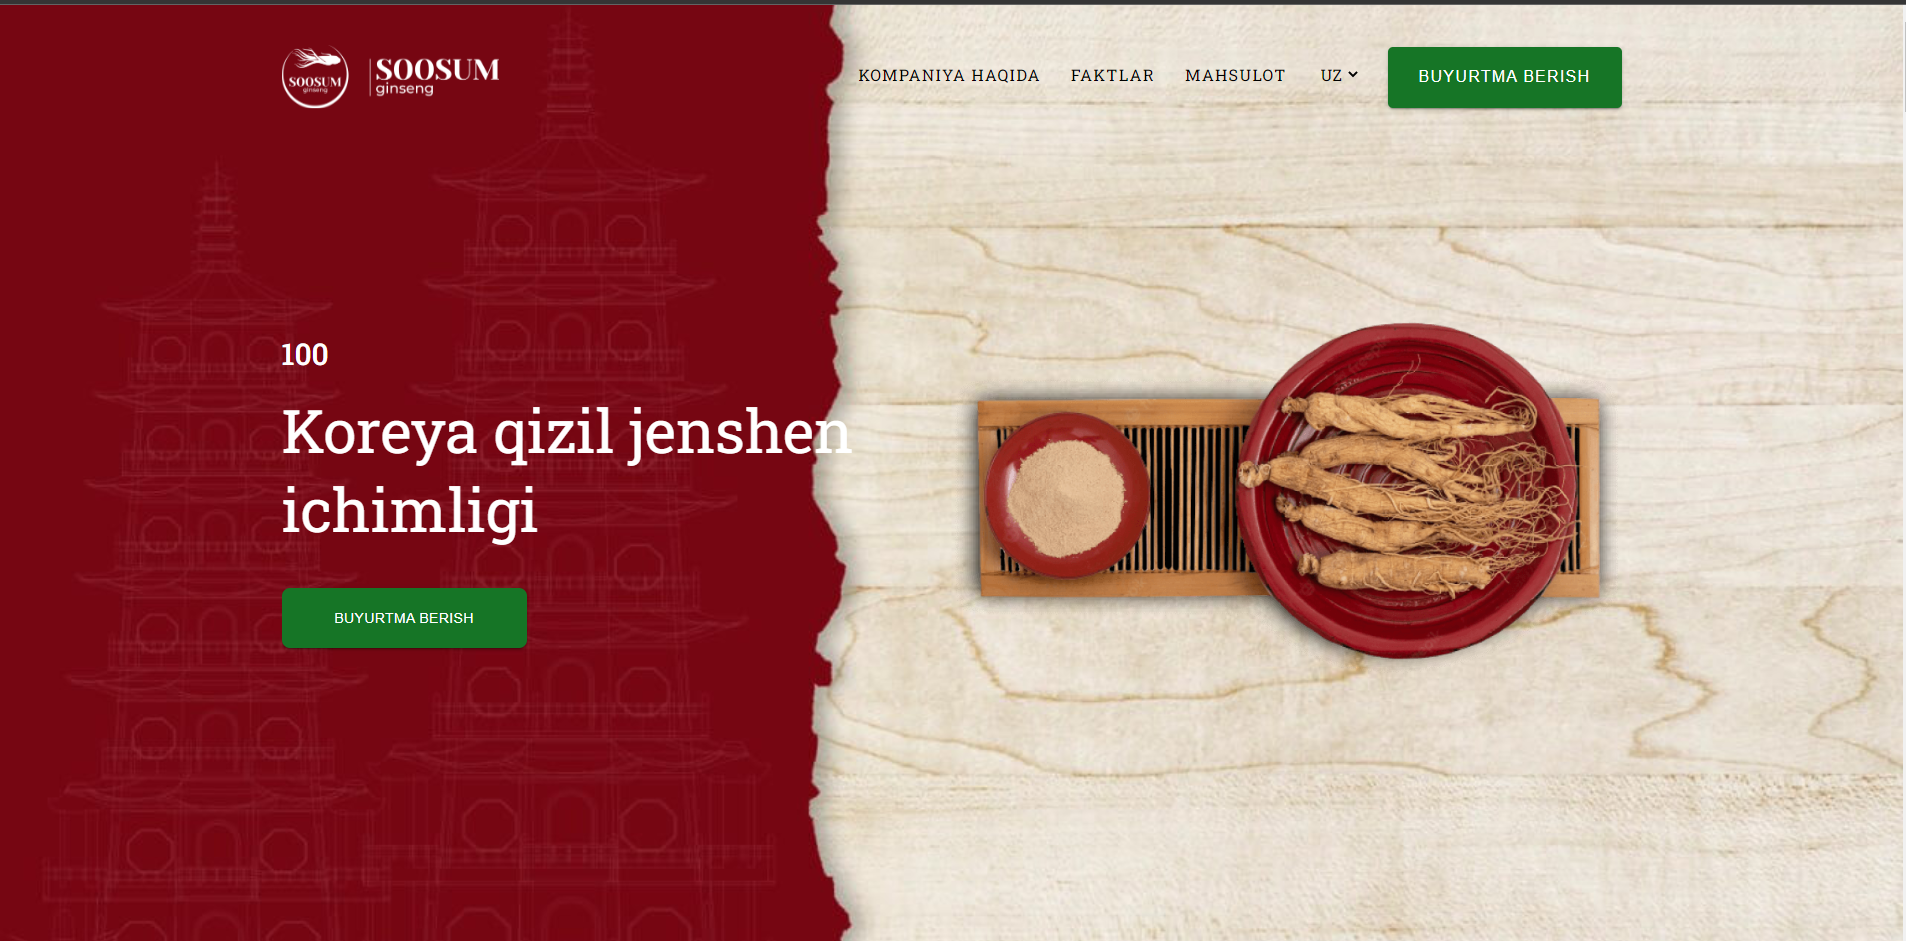 SOOSUM
ginseng
SOOSUM
ginseng
KOMPANIYA HAQIDA
FAKTLAR
MAHSULOT
UZ
BUYURTMA BERISH
100
Koreya qizil jenshen
ichimligi
BUYURTMA BERISH